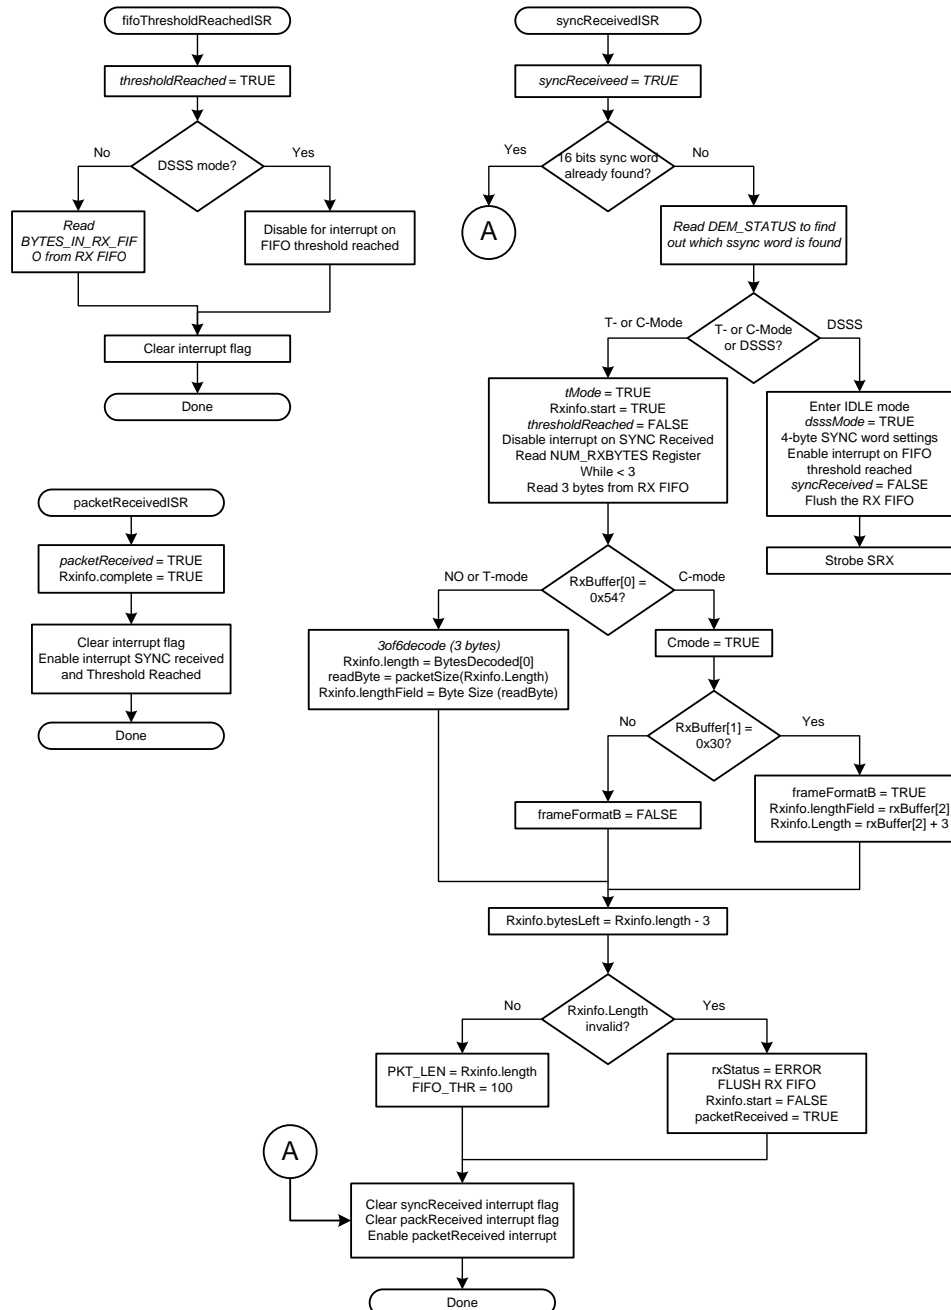 fifoThresholdReachedISR
thresholdReached = TRUE
DSSS mode?
No
Yes
Read
BYTES_IN_RX_FIF
O from RX FIFO
Disable for interrupt on
FIFO threshold reached
Clear interrupt flag
Done
packetReceivedISR
packetReceived = TRUE
Rxinfo.complete = TRUE
Clear interrupt flag
Enable interrupt SYNC received
and Threshold Reached
Done
syncReceivedISR
syncReceiveed = TRUE
16 bits sync word
already found?
Yes
No
A
Read DEM_STATUS to find
out which ssync word is found
T- or C-Mode
or DSSS?
T- or C-Mode
DSSS
tMode = TRUE
Rxinfo.start = TRUE
thresholdReached = FALSE
Disable interrupt on SYNC Received
Read NUM_RXBYTES Register
While < 3
Read 3 bytes from RX FIFO
Enter IDLE mode
dsssMode = TRUE
4-byte SYNC word settings
Enable interrupt on FIFO
threshold reached
syncReceived = FALSE
Flush the RX FIFO
Strobe SRX
RxBuffer[0] =
0x54?
NO or T-mode
C-mode
3of6decode (3 bytes)
Rxinfo.length = BytesDecoded[0]
readByte = packetSize(Rxinfo.Length)
Rxinfo.lengthField = Byte Size (readByte)
Cmode = TRUE
RxBuffer[1] =
0x30?
No
Yes
frameFormatB = FALSE
frameFormatB = TRUE
Rxinfo.lengthField = rxBuffer[2]
Rxinfo.Length = rxBuffer[2] + 3
Rxinfo.bytesLeft = Rxinfo.length - 3
Rxinfo.Length
invalid?
No
Yes
PKT_LEN = Rxinfo.length
FIFO_THR = 100
rxStatus = ERROR
FLUSH RX FIFO
Rxinfo.start = FALSE
packetReceived = TRUE
A
Clear syncReceived interrupt flag
Clear packReceived interrupt flag
Enable packetReceived interrupt
Done